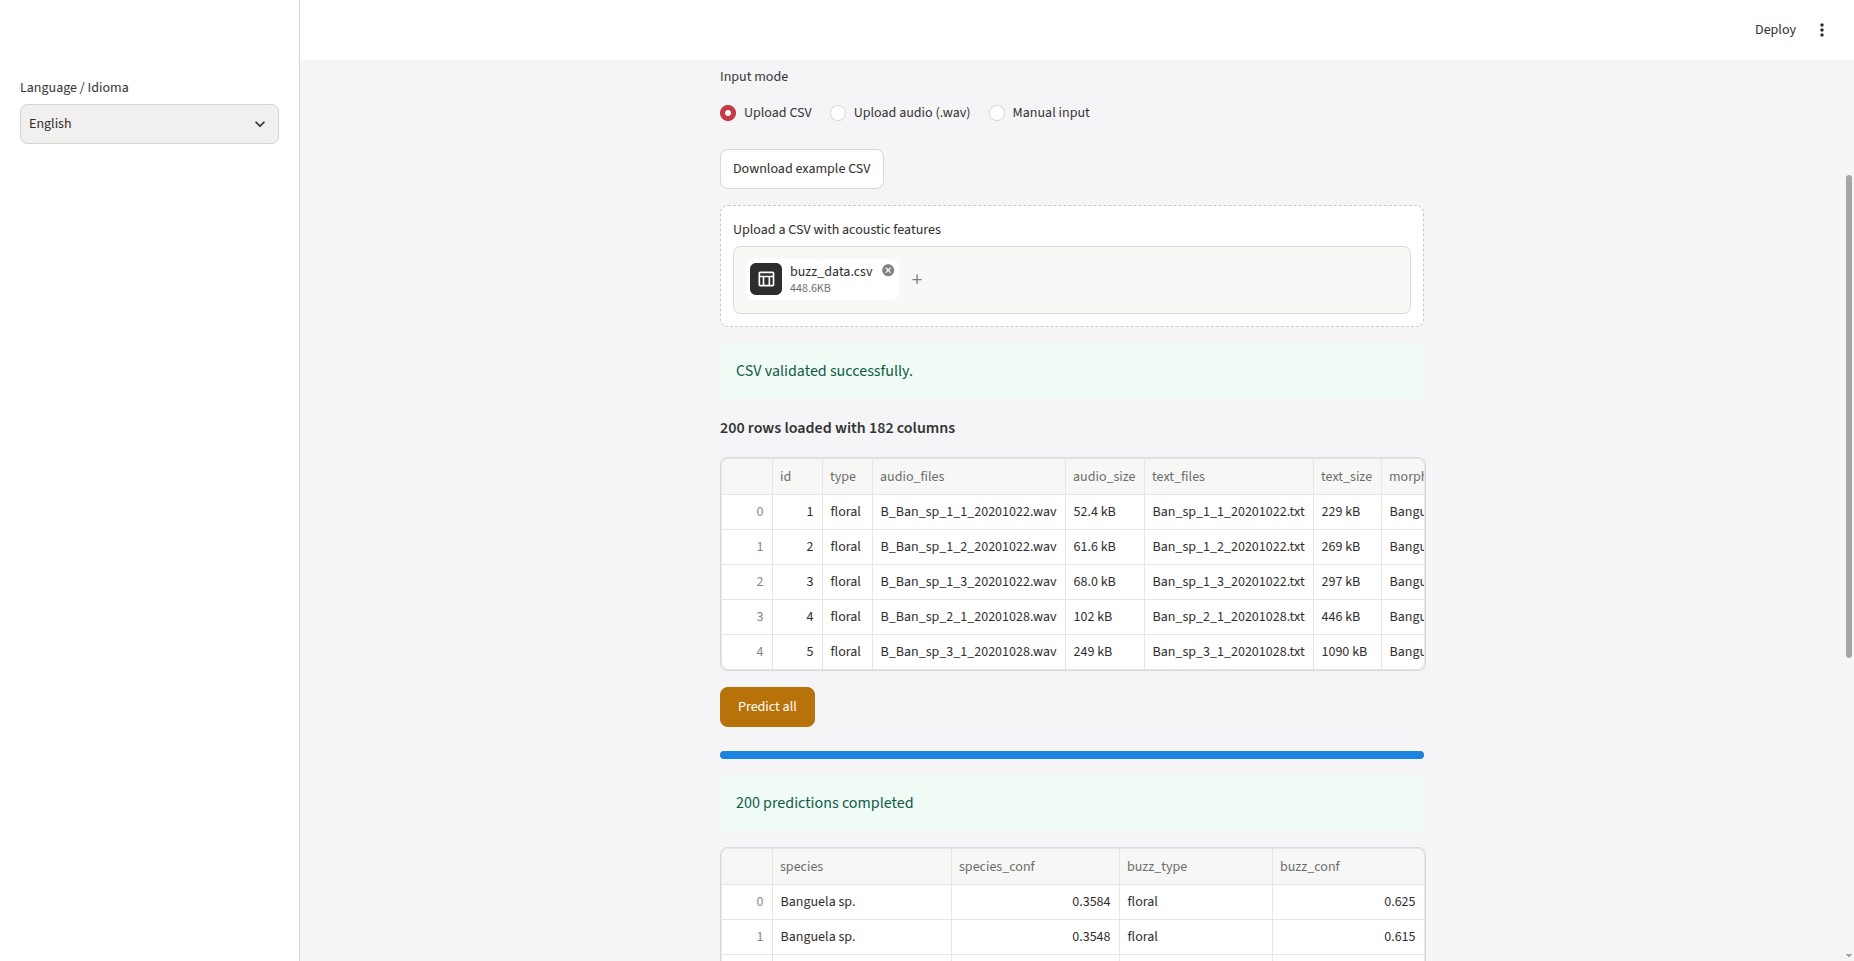 Deploy
Language / Idioma
English
Input mode
Upload CSV Upload audio (.wav) Manual input
Download example CSV
Upload a CSV with acoustic features
buzz_data.csv
448.6KB
CSV validated successfully.
200 rows loaded with 182 columns
id type audio_files audio_size text_files text_size morph
0 1 floral B_Ban_sp_1_1_20201022.wav 52.4 kB Ban_sp_1_1_20201022.txt 229 kB Bangu
1 2 floral B_Ban_sp_1_2_20201022.wav 61.6 kB Ban_sp_1_2_20201022.txt 269 kB Bangu
2 3 floral B_Ban_sp_1_3_20201022.wav 68.0 kB Ban_sp_1_3_20201022.txt 297 kB Bangu
3 4 floral B_Ban_sp_2_1_20201028.wav 102 kB Ban_sp_2_1_20201028.txt 446 kB Bangu
4 5 floral B_Ban_sp_3_1_20201028.wav 249 kB Ban_sp_3_1_20201028.txt 1090 kB Bangu
Predict all
200 predictions completed
species species_conf buzz_type buzz_conf
0 Banguela sp. 0.3584 floral 0.625
1 Banguela sp. 0.3548 floral 0.615